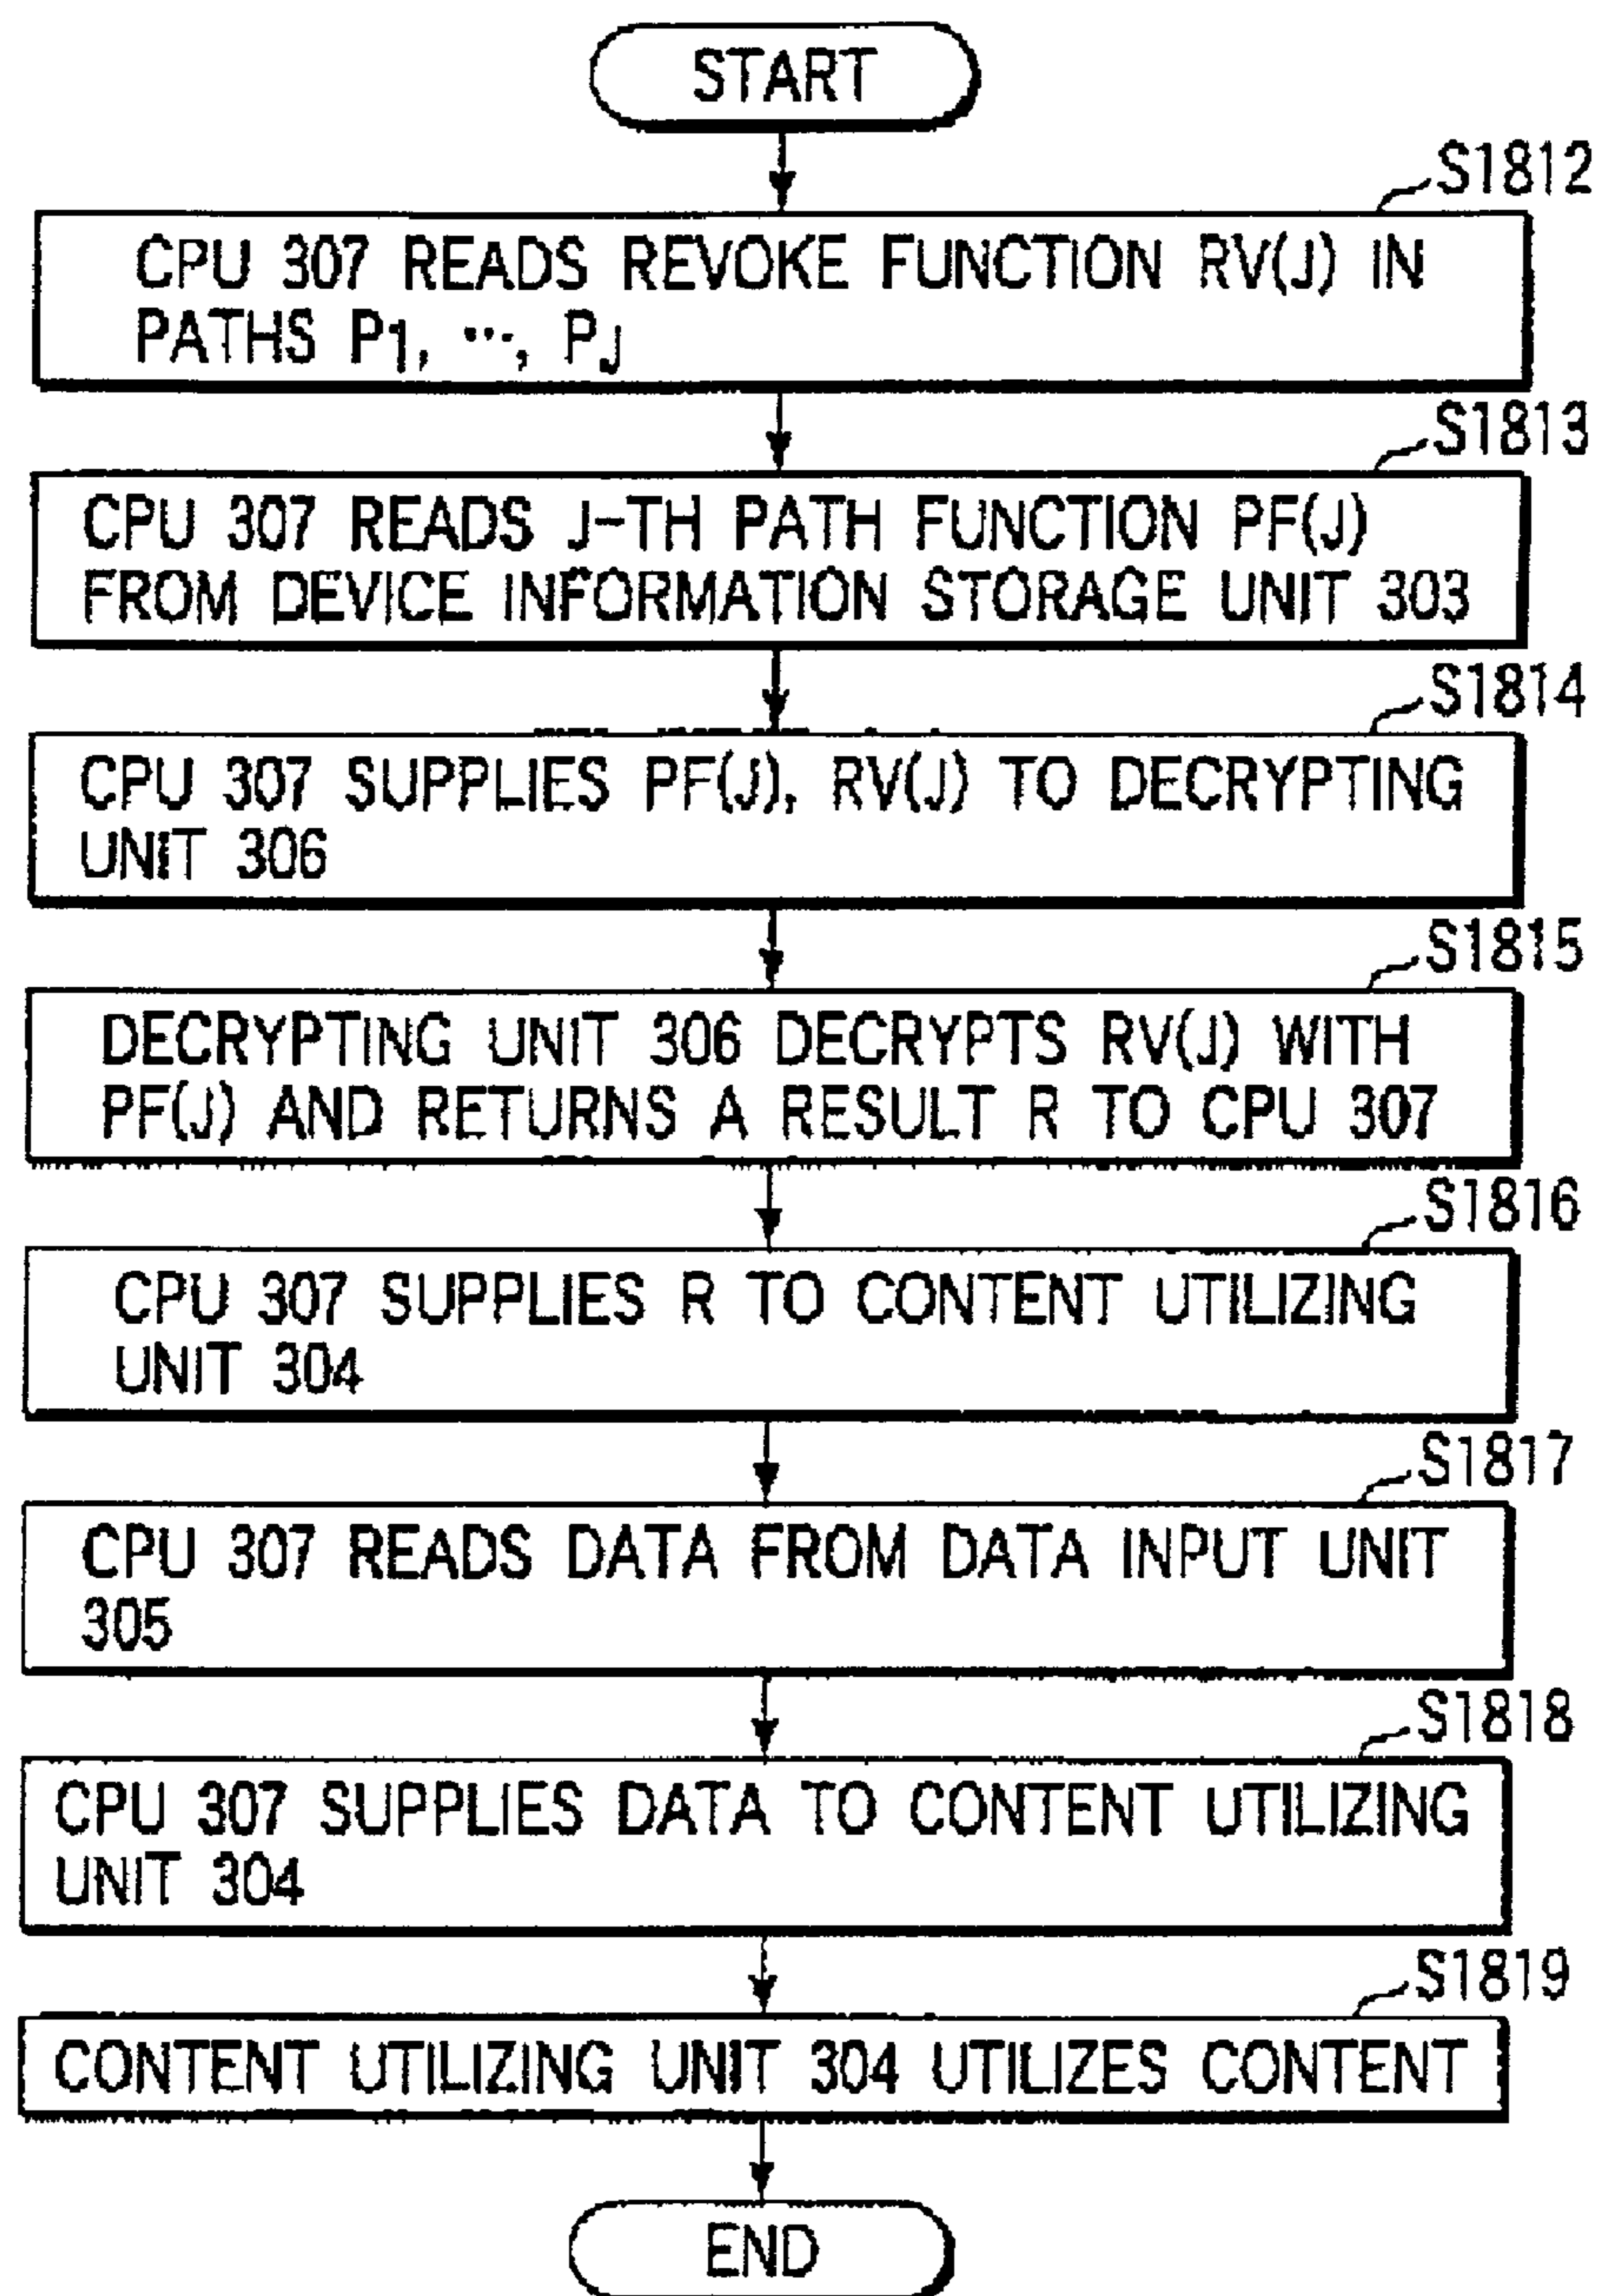 START
S1812
CPU 307 READS REVOKE FUNCTION RV(J) IN
PATHS P1, ···, PJ
S1813
CPU 307 READS J-TH PATH FUNCTION PF(J)
FROM DEVICE INFORMATION STORAGE UNIT 303
S1814
CPU 307 SUPPLIES PF(J), RV(J) TO DECRYPTING
UNIT 306
S1815
DECRYPTING UNIT 306 DECRYPTS RV(J) WITH
PF(J) AND RETURNS A RESULT R TO CPU 307
S1816
CPU 307 SUPPLIES R TO CONTENT UTILIZING
UNIT 304
S1817
CPU 307 READS DATA FROM DATA INPUT UNIT
305
S1818
CPU 307 SUPPLIES DATA TO CONTENT UTILIZING
UNIT 304
S1819
CONTENT UTILIZING UNIT 304 UTILIZES CONTENT
END